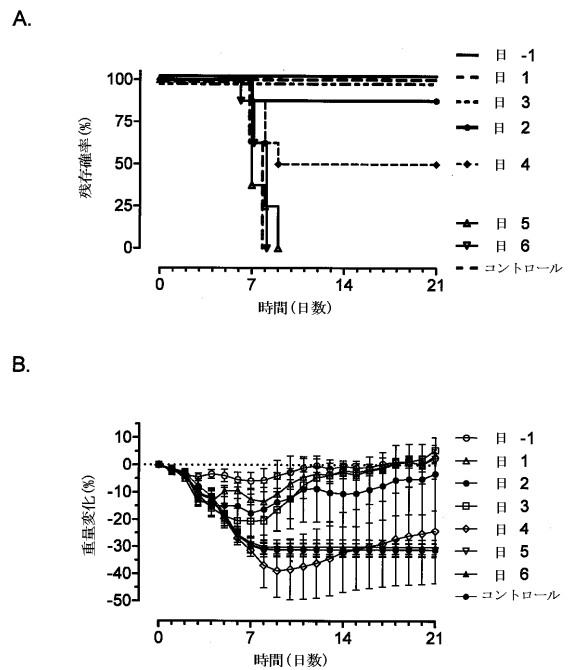 A.
残存確率(%)
100
75
50
25
0
0
7
14
21
時間(日数)
日 -1
日 1
日 3
日 2
日 4
日 5
日 6
コントロール
B.
重量変化(%)
10
0
-10
-20
-30
-40
-50
0
7
14
21
時間(日数)
日 -1
日 1
日 2
日 3
日 4
日 5
日 6
コントロール